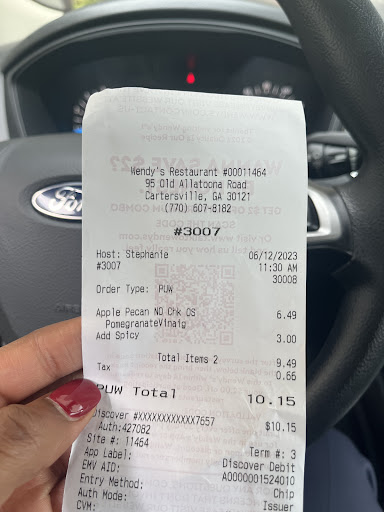 Wendy's Restaurant #00011464
95 Old Allatoona Road
Cartersville, GA 30121
(770) 607-8182
#3007
Host: Stephanie 06/12/2023
#3007 11:30 AM
30008
Order Type: PUW
Apple Pecan NO Chk OS 6.49
PomegranateVinaig
Add Spicy 3.00
Total Items 2 9.49
Tax 0.66
PUW Total 10.15
Discover #XXXXXXXXXXXX7657 $10.15
Auth:427082
Site #: 11464 Term #: 3
App Label: Discover Debit
EMV AID: A0000001524010
Entry Method: Chip
Auth Mode: Issuer
CVM:
Ford